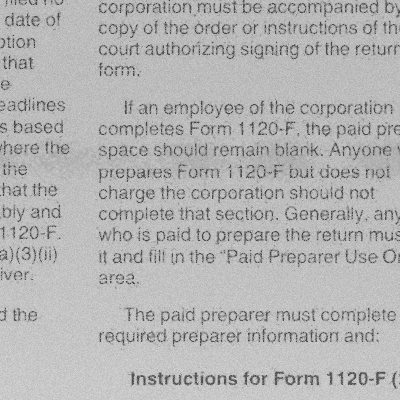 filed no
date of
that
e
eadlines
s based
where the
the
that the
bly and
1120-F.
a)(3)(ii)
iver.
d the
corporation must be accompanied by
copy of the order or instructions of the
court authorizing signing of the return
form.
If an employee of the corporation
completes Form 1120-F, the paid pre
space should remain blank. Anyone
prepares Form 1120-F but does not
charge the corporation should not
complete that section. Generally, any
who is paid to prepare the return mus
it and fill in the "Paid Preparer Use O
area.
The paid preparer must complete
required preparer information and:
Instructions for Form 1120-F (